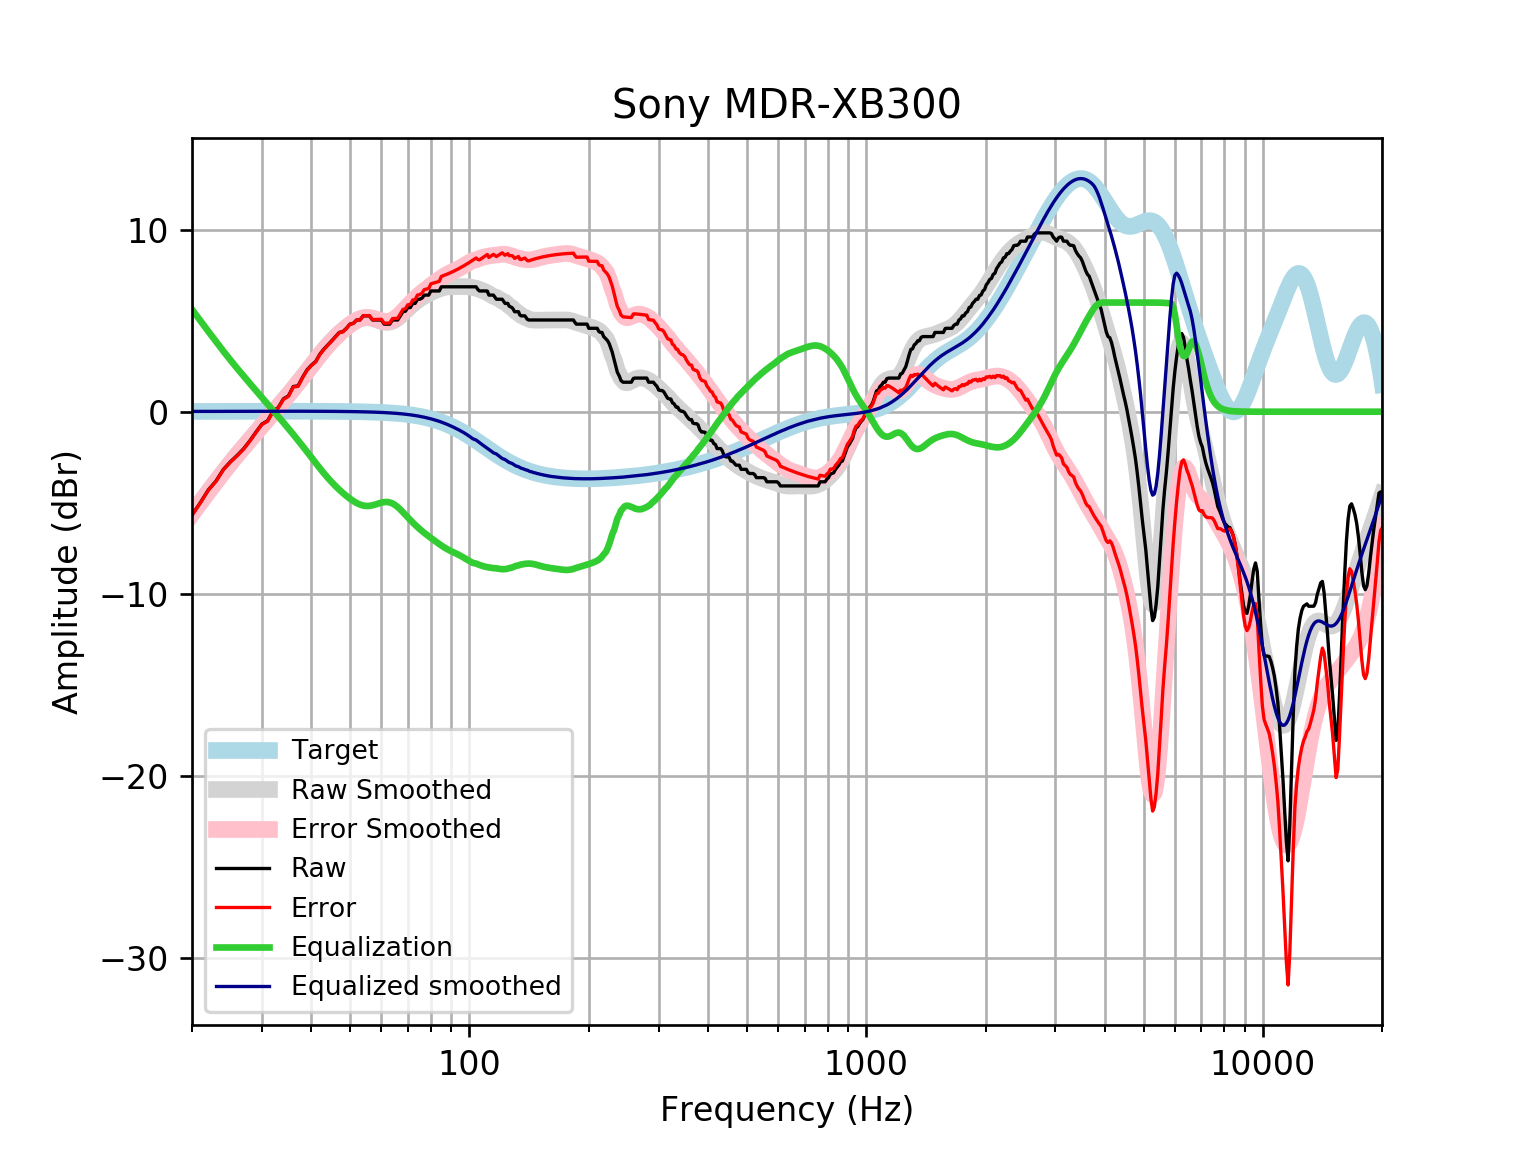 Sony MDR-XB300
Amplitude (dBr)
10
0
−10
−20
−30
Target
Raw Smoothed
Error Smoothed
Raw
Error
Equalization
Equalized smoothed
100
1000
10000
Frequency (Hz)